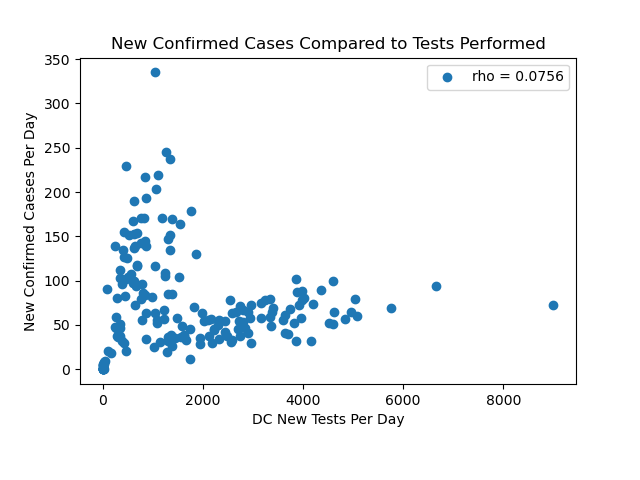 New Confirmed Cases Compared to Tests Performed
rho = 0.0756
350
300
250
200
150
100
50
0
New Confirmed Caeses Per Day
0 2000 4000 6000 8000
DC New Tests Per Day